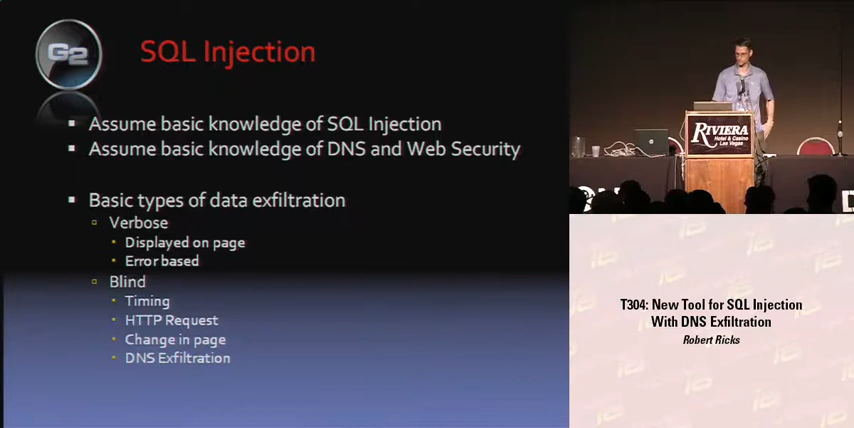 G2
SQL Injection
Assume basic knowledge of SQL Injection
Assume basic knowledge of DNS and Web Security
Basic types of data exfiltration
Verbose
Displayed on page
Error based
Blind
Timing
HTTP Request
Change in page
DNS Exfiltration
RIVIERA
Hotel & Casino
Las Vegas
T304: New Tool for SQL Injection
With DNS Exfiltration
Robert Ricks